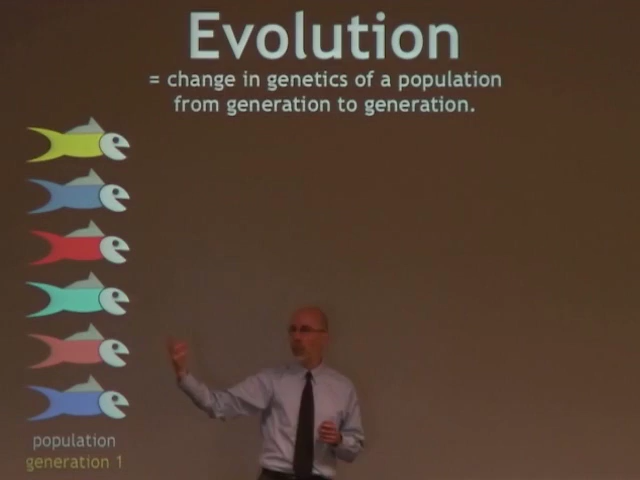 Evolution
= change in genetics of a population
from generation to generation.
population
generation 1